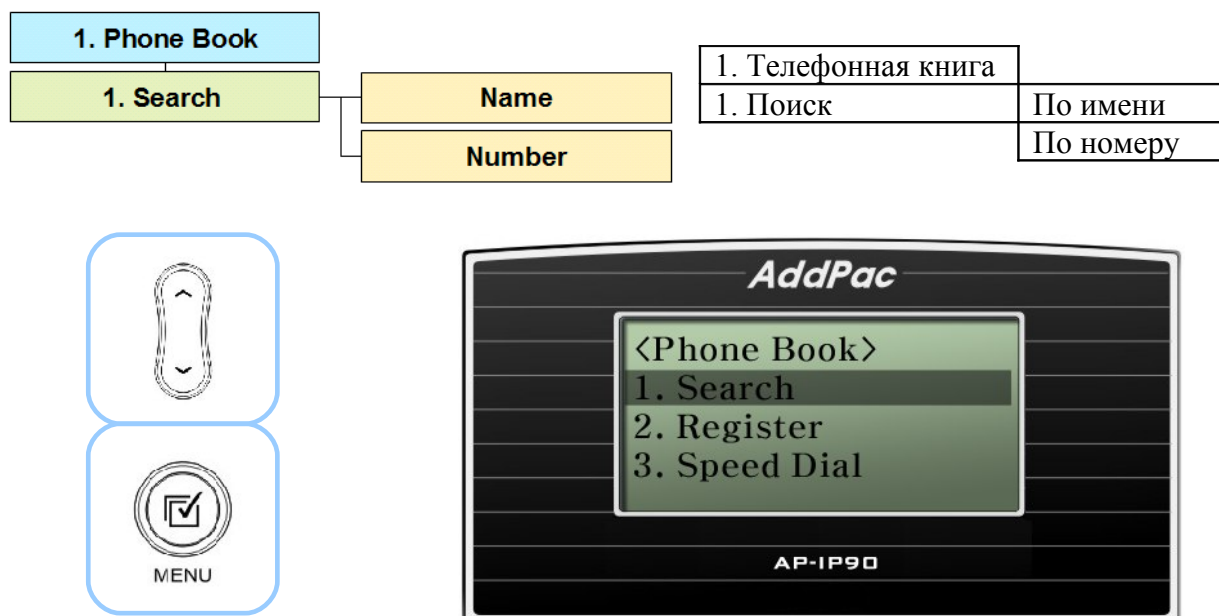 1. Phone Book
1. Search
Name
Number
1. Телефонная книга
1. Поиск
По имени
По номеру
MENU
AddPac
<Phone Book>
1. Search
2. Register
3. Speed Dial
AP-IP90